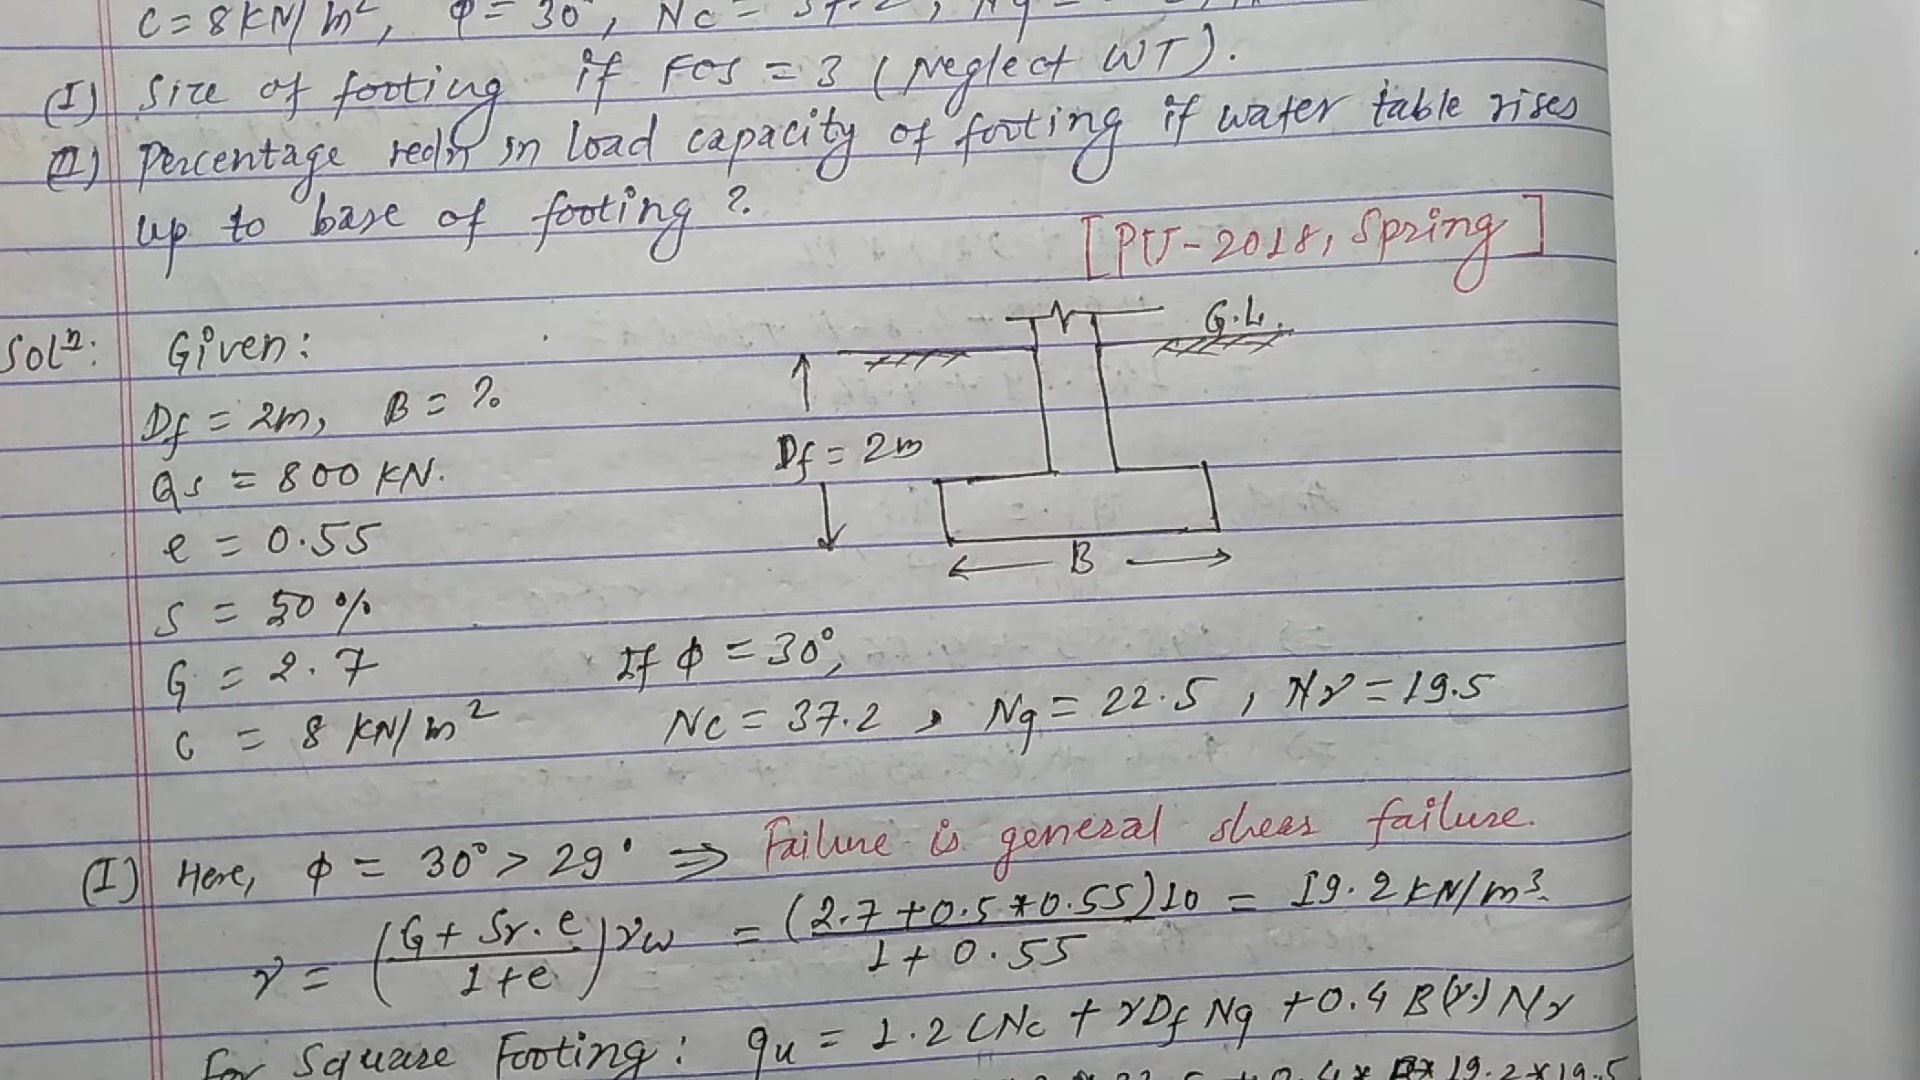 C = 8 KN/m², φ = 30°, Nc =
(I) Size of footing if FOS = 3 (Neglect WT).
(II) Percentage redⁿ in load capacity of footing if water table rises
up to base of footing ?
[PU-2018, Spring]
Solⁿ: Given:
G.L.
Df = 2m, B = ?
Df = 2m
Qs = 800 KN.
e = 0.55
B
S = 50 %
G = 2.7 If φ = 30°,
C = 8 KN/m² Nc = 37.2 , Nq = 22.5 , Nγ = 19.5
(I) Here, φ = 30° > 29° ⇒ Failure is general shear failure.
γ = (G + Sr.e / 1+e) γw = (2.7 + 0.5 * 0.55)10 / 1 + 0.55 = 19.2 KN/m³.
for Square Footing : qu = 1.2 CNc + γDf Nq + 0.4 B(γ) Nγ
19.2 × 19.5